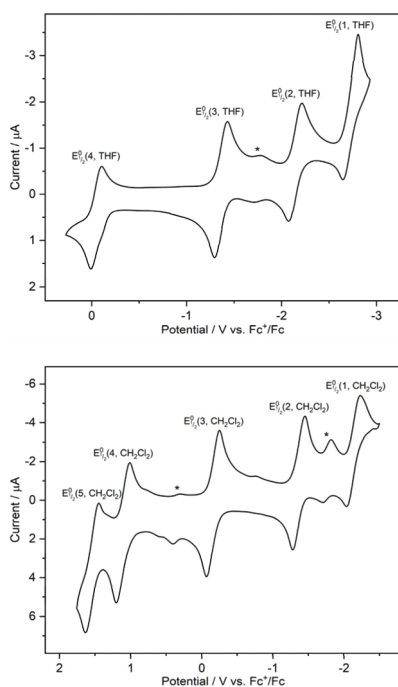 E⁰₁/₂(1, THF)
-3
E⁰₁/₂(2, THF)
-2
E⁰₁/₂(3, THF)
*
-1
E⁰₁/₂(4, THF)
Current / μA
0
1
2
0 -1 -2 -3
Potential / V vs. Fc⁺/Fc
-6
E⁰₁/₂(1, CH₂Cl₂)
E⁰₁/₂(2, CH₂Cl₂)
-4
E⁰₁/₂(3, CH₂Cl₂)
*
E⁰₁/₂(4, CH₂Cl₂)
-2
E⁰₁/₂(5, CH₂Cl₂)
*
Current / μA
0
2
4
6
2 1 0 -1 -2
Potential / V vs. Fc⁺/Fc